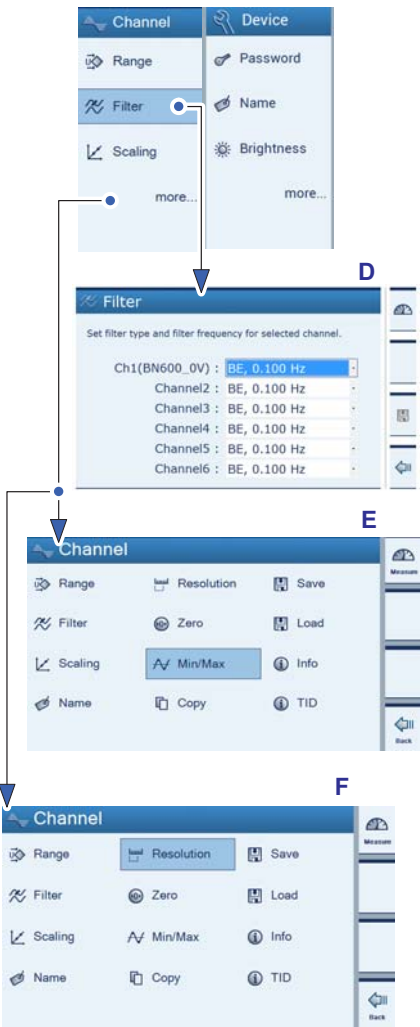 Channel
Device
Range
Password
Filter
Name
Scaling
Brightness
more...
more...
D
Filter
Set filter type and filter frequency for selected channel.
Ch1(BN600_0V) : BE, 0.100 Hz
Channel2 : BE, 0.100 Hz
Channel3 : BE, 0.100 Hz
Channel4 : BE, 0.100 Hz
Channel5 : BE, 0.100 Hz
Channel6 : BE, 0.100 Hz
E
Channel
Measure
Range Resolution Save
Filter Zero Load
Scaling Min/Max Info
Name Copy TID
Back
F
Channel
Measure
Range Resolution Save
Filter Zero Load
Scaling Min/Max Info
Name Copy TID
Back